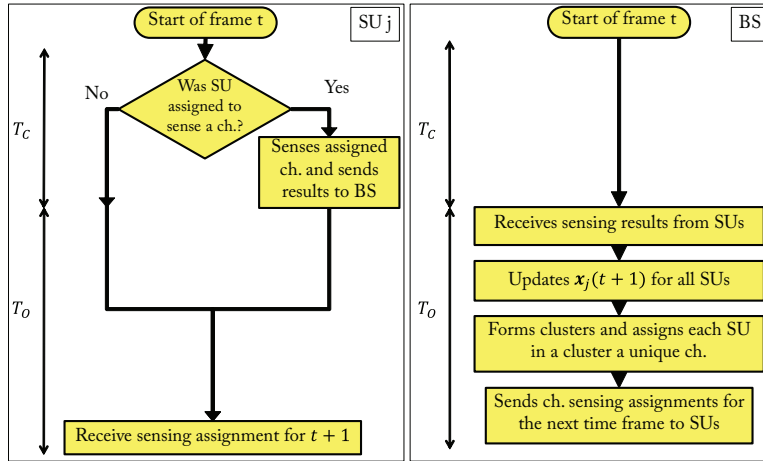 Start of frame t
SU j
Was SU
assigned to
sense a ch.?
No
Yes
Senses assigned
ch. and sends
results to BS
T_C
T_O
Receive sensing assignment for t + 1
Start of frame t
BS
T_C
Receives sensing results from SUs
Updates x_j(t + 1) for all SUs
T_O
Forms clusters and assigns each SU
in a cluster a unique ch.
Sends ch. sensing assignments for
the next time frame to SUs